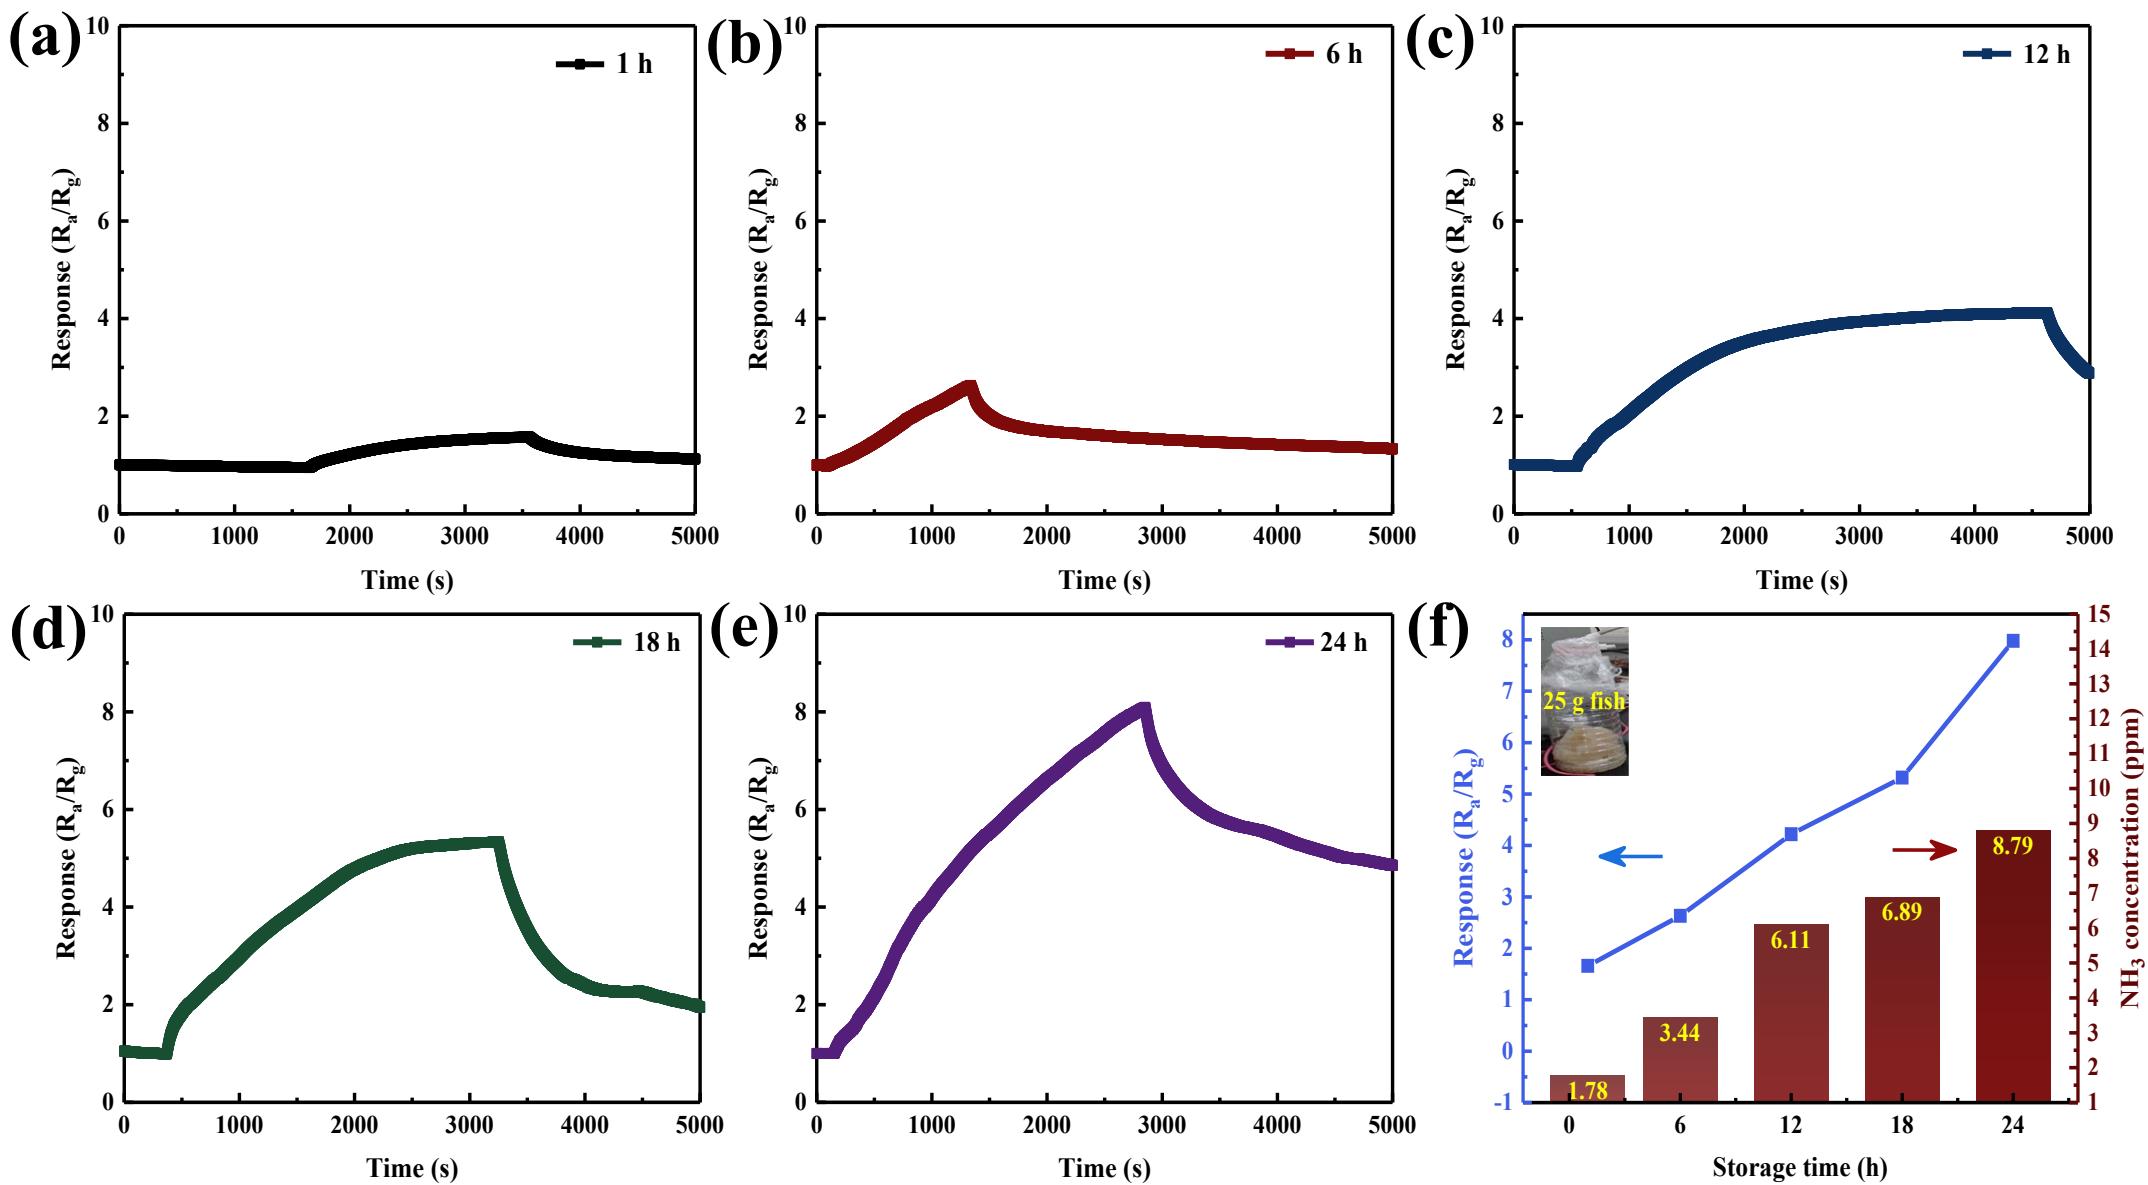 (a)
1 h
10
8
6
4
2
0
Response (Ra/Rg)
0 1000 2000 3000 4000 5000
Time (s)
(b)
6 h
10
8
6
4
2
0
Response (Ra/Rg)
0 1000 2000 3000 4000 5000
Time (s)
(c)
12 h
10
8
6
4
2
0
Response (Ra/Rg)
0 1000 2000 3000 4000 5000
Time (s)
(d)
18 h
10
8
6
4
2
0
Response (Ra/Rg)
0 1000 2000 3000 4000 5000
Time (s)
(e)
24 h
10
8
6
4
2
0
Response (Ra/Rg)
0 1000 2000 3000 4000 5000
Time (s)
(f)
8
7
6
5
4
3
2
1
0
-1
Response (Ra/Rg)
25 g fish
1.78
3.44
6.11
6.89
8.79
15
14
13
12
11
10
9
8
7
6
5
4
3
2
1
NH3 concentration (ppm)
0 6 12 18 24
Storage time (h)